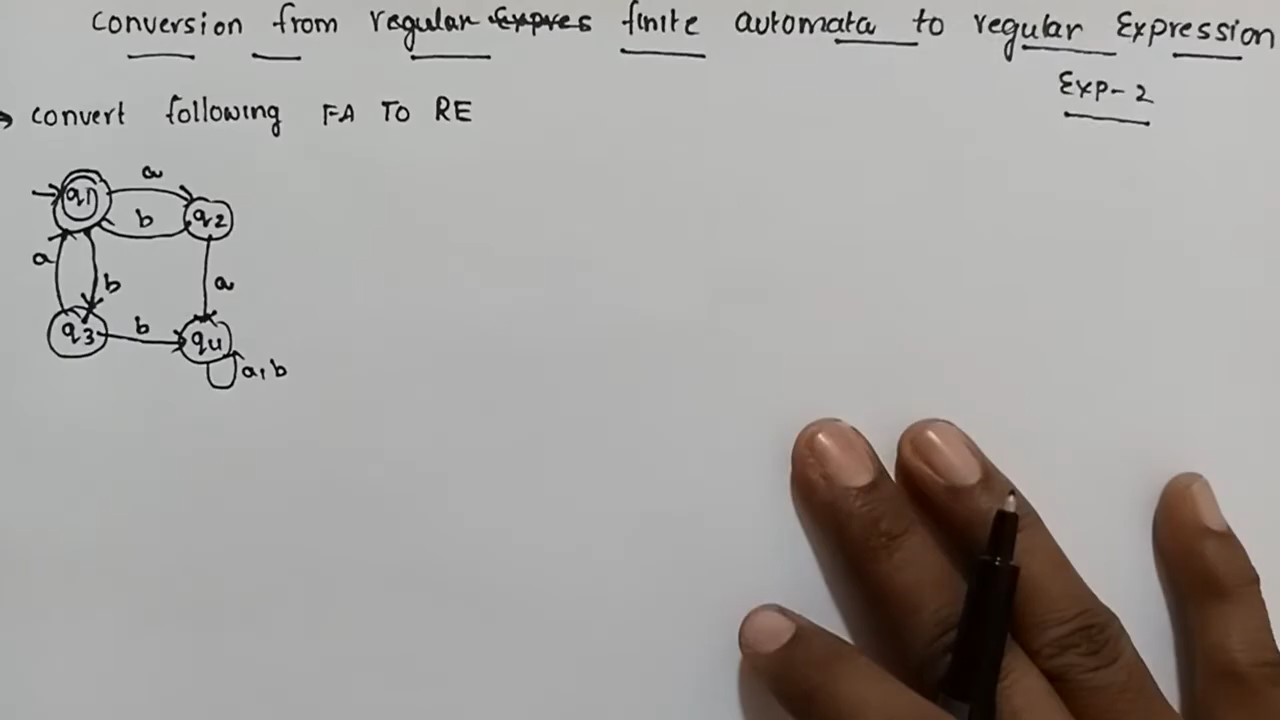 conversion from regular Expres finite automata to regular Expression
Exp-2
convert following FA TO RE
a
q1
b
q2
a
b
a
q3
b
q4
a,b